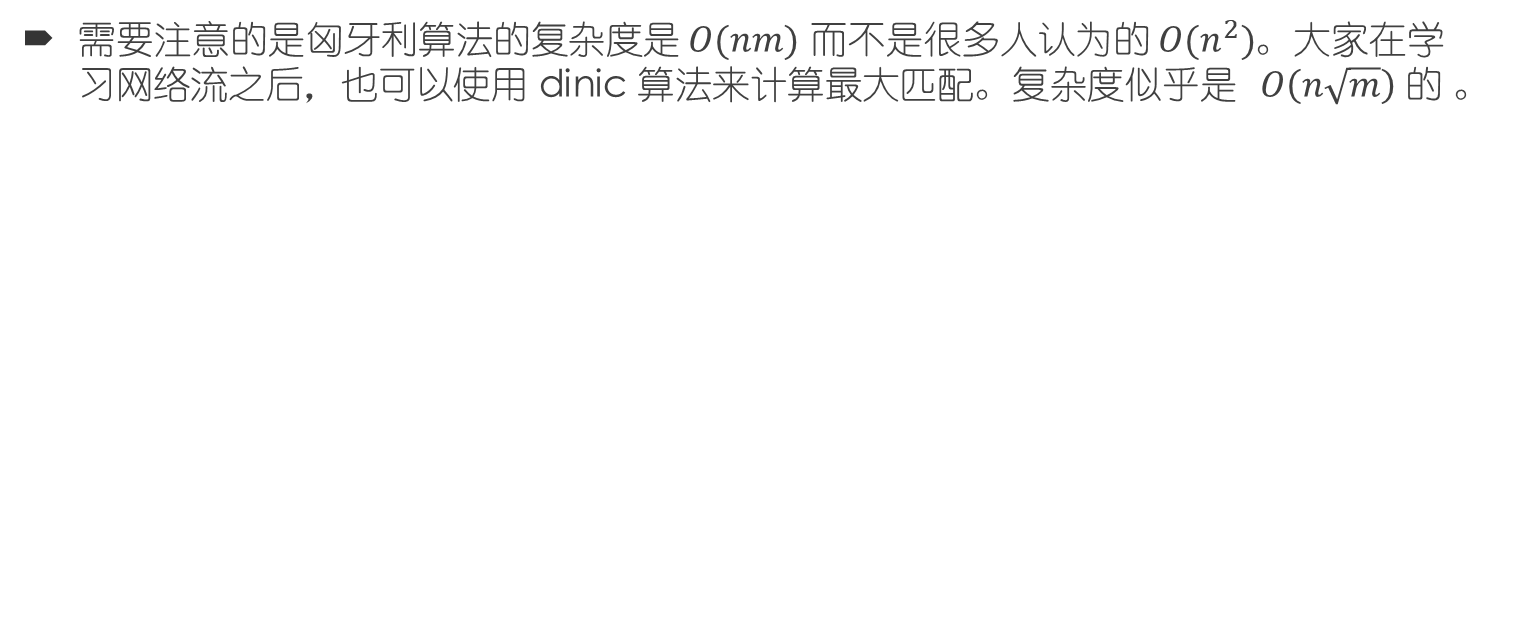 需要注意的是匈牙利算法的复杂度是 O(nm) 而不是很多人认为的 O(n²)。大家在学
习网络流之后，也可以使用 dinic 算法来计算最大匹配。复杂度似乎是 O(n√m) 的 。